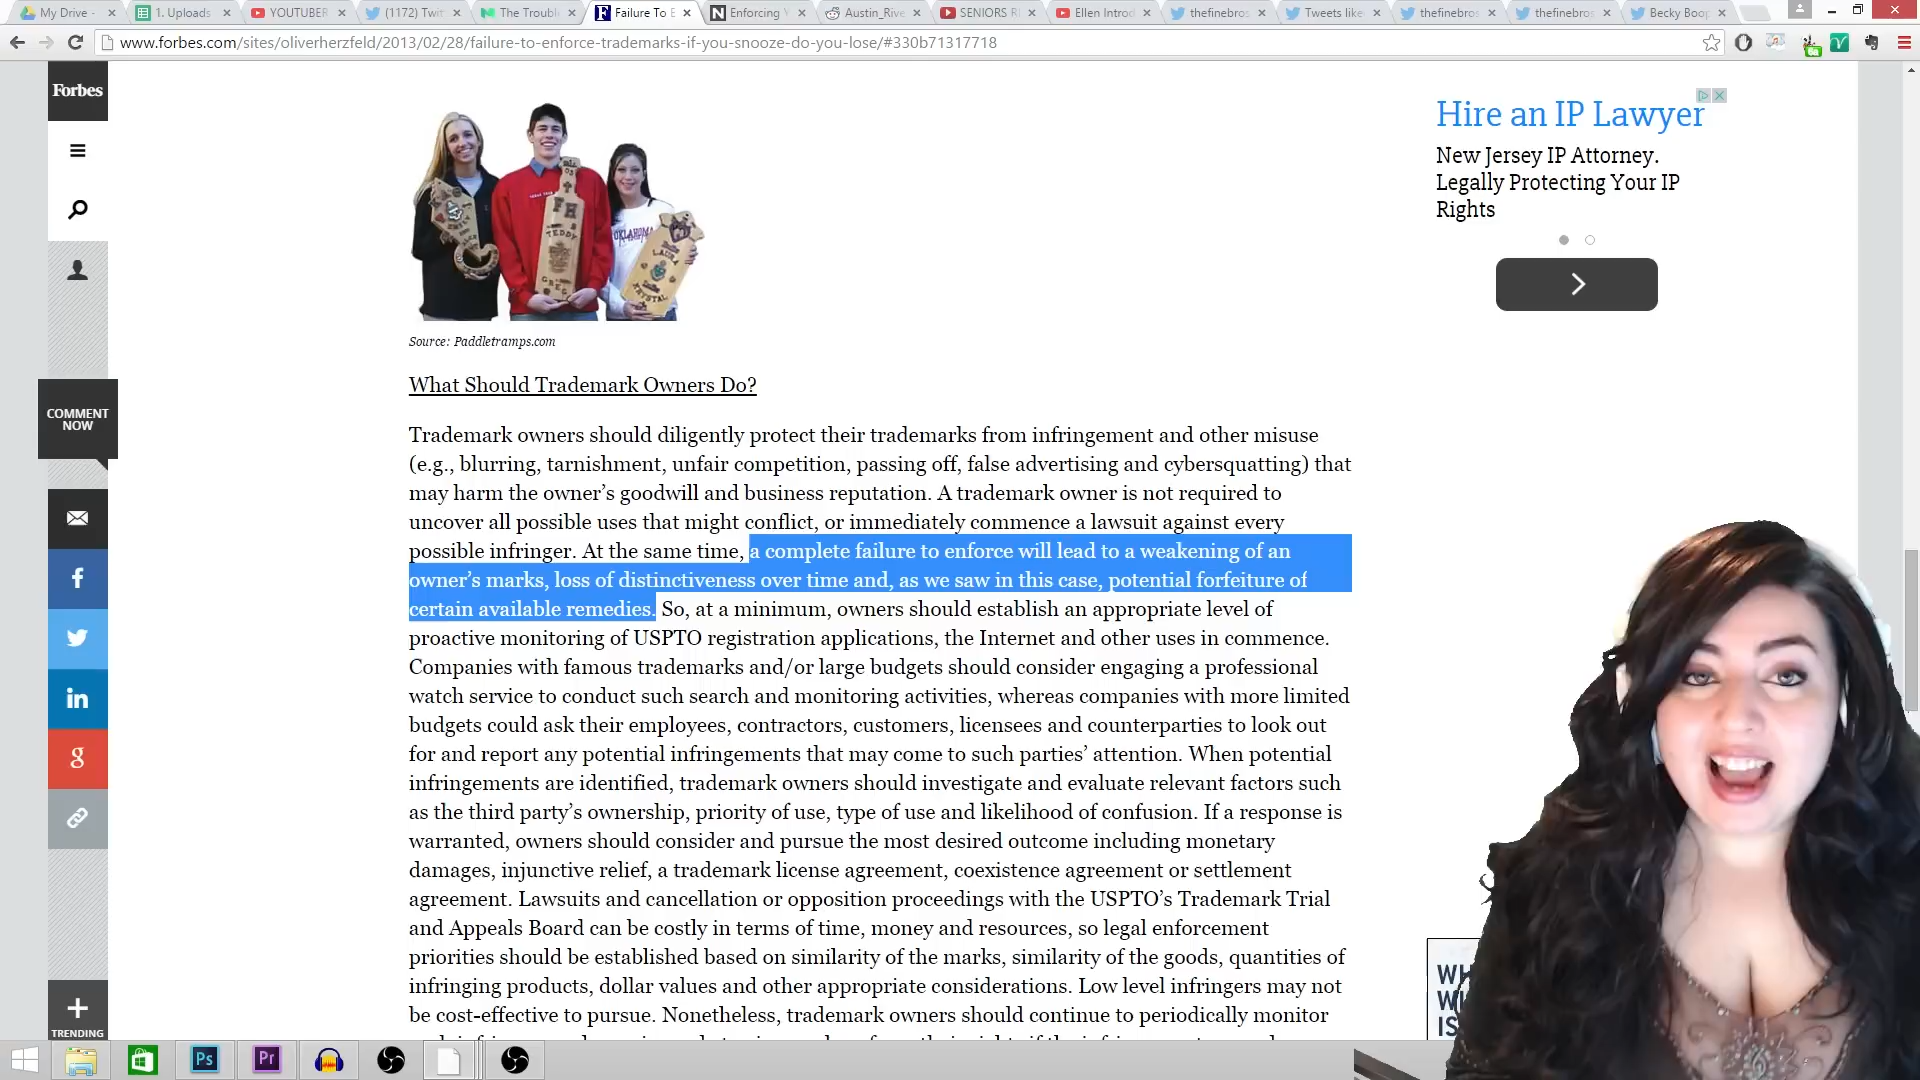 My Drive -
1. Uploads
YOUTUBER
(1172) Twit
The Troubl
Failure To E
Enforcing Y
Austin_Rive
SENIORS R
Ellen Introd
thefinebros
Tweets like
thefinebros
thefinebros
Becky Boop
www.forbes.com/sites/oliverherzfeld/2013/02/28/failure-to-enforce-trademarks-if-you-snooze-do-you-lose/#330b71317718
Forbes
COMMENT
NOW
TRENDING
Hire an IP Lawyer
New Jersey IP Attorney.
Legally Protecting Your IP
Rights
OKLAHOMA
FH
TEDDY
GREG
LAURA
KRYSTAL
Source: Paddletramps.com
What Should Trademark Owners Do?
Trademark owners should diligently protect their trademarks from infringement and other misuse
(e.g., blurring, tarnishment, unfair competition, passing off, false advertising and cybersquatting) that
may harm the owner's goodwill and business reputation. A trademark owner is not required to
uncover all possible uses that might conflict, or immediately commence a lawsuit against every
possible infringer. At the same time, a complete failure to enforce will lead to a weakening of an
owner's marks, loss of distinctiveness over time and, as we saw in this case, potential forfeiture of
certain available remedies. So, at a minimum, owners should establish an appropriate level of
proactive monitoring of USPTO registration applications, the Internet and other uses in commence.
Companies with famous trademarks and/or large budgets should consider engaging a professional
watch service to conduct such search and monitoring activities, whereas companies with more limited
budgets could ask their employees, contractors, customers, licensees and counterparties to look out
for and report any potential infringements that may come to such parties' attention. When potential
infringements are identified, trademark owners should investigate and evaluate relevant factors such
as the third party's ownership, priority of use, type of use and likelihood of confusion. If a response is
warranted, owners should consider and pursue the most desired outcome including monetary
damages, injunctive relief, a trademark license agreement, coexistence agreement or settlement
agreement. Lawsuits and cancellation or opposition proceedings with the USPTO's Trademark Trial
and Appeals Board can be costly in terms of time, money and resources, so legal enforcement
priorities should be established based on similarity of the marks, similarity of the goods, quantities of
infringing products, dollar values and other appropriate considerations. Low level infringers may not
be cost-effective to pursue. Nonetheless, trademark owners should continue to periodically monitor
Ps
Pr